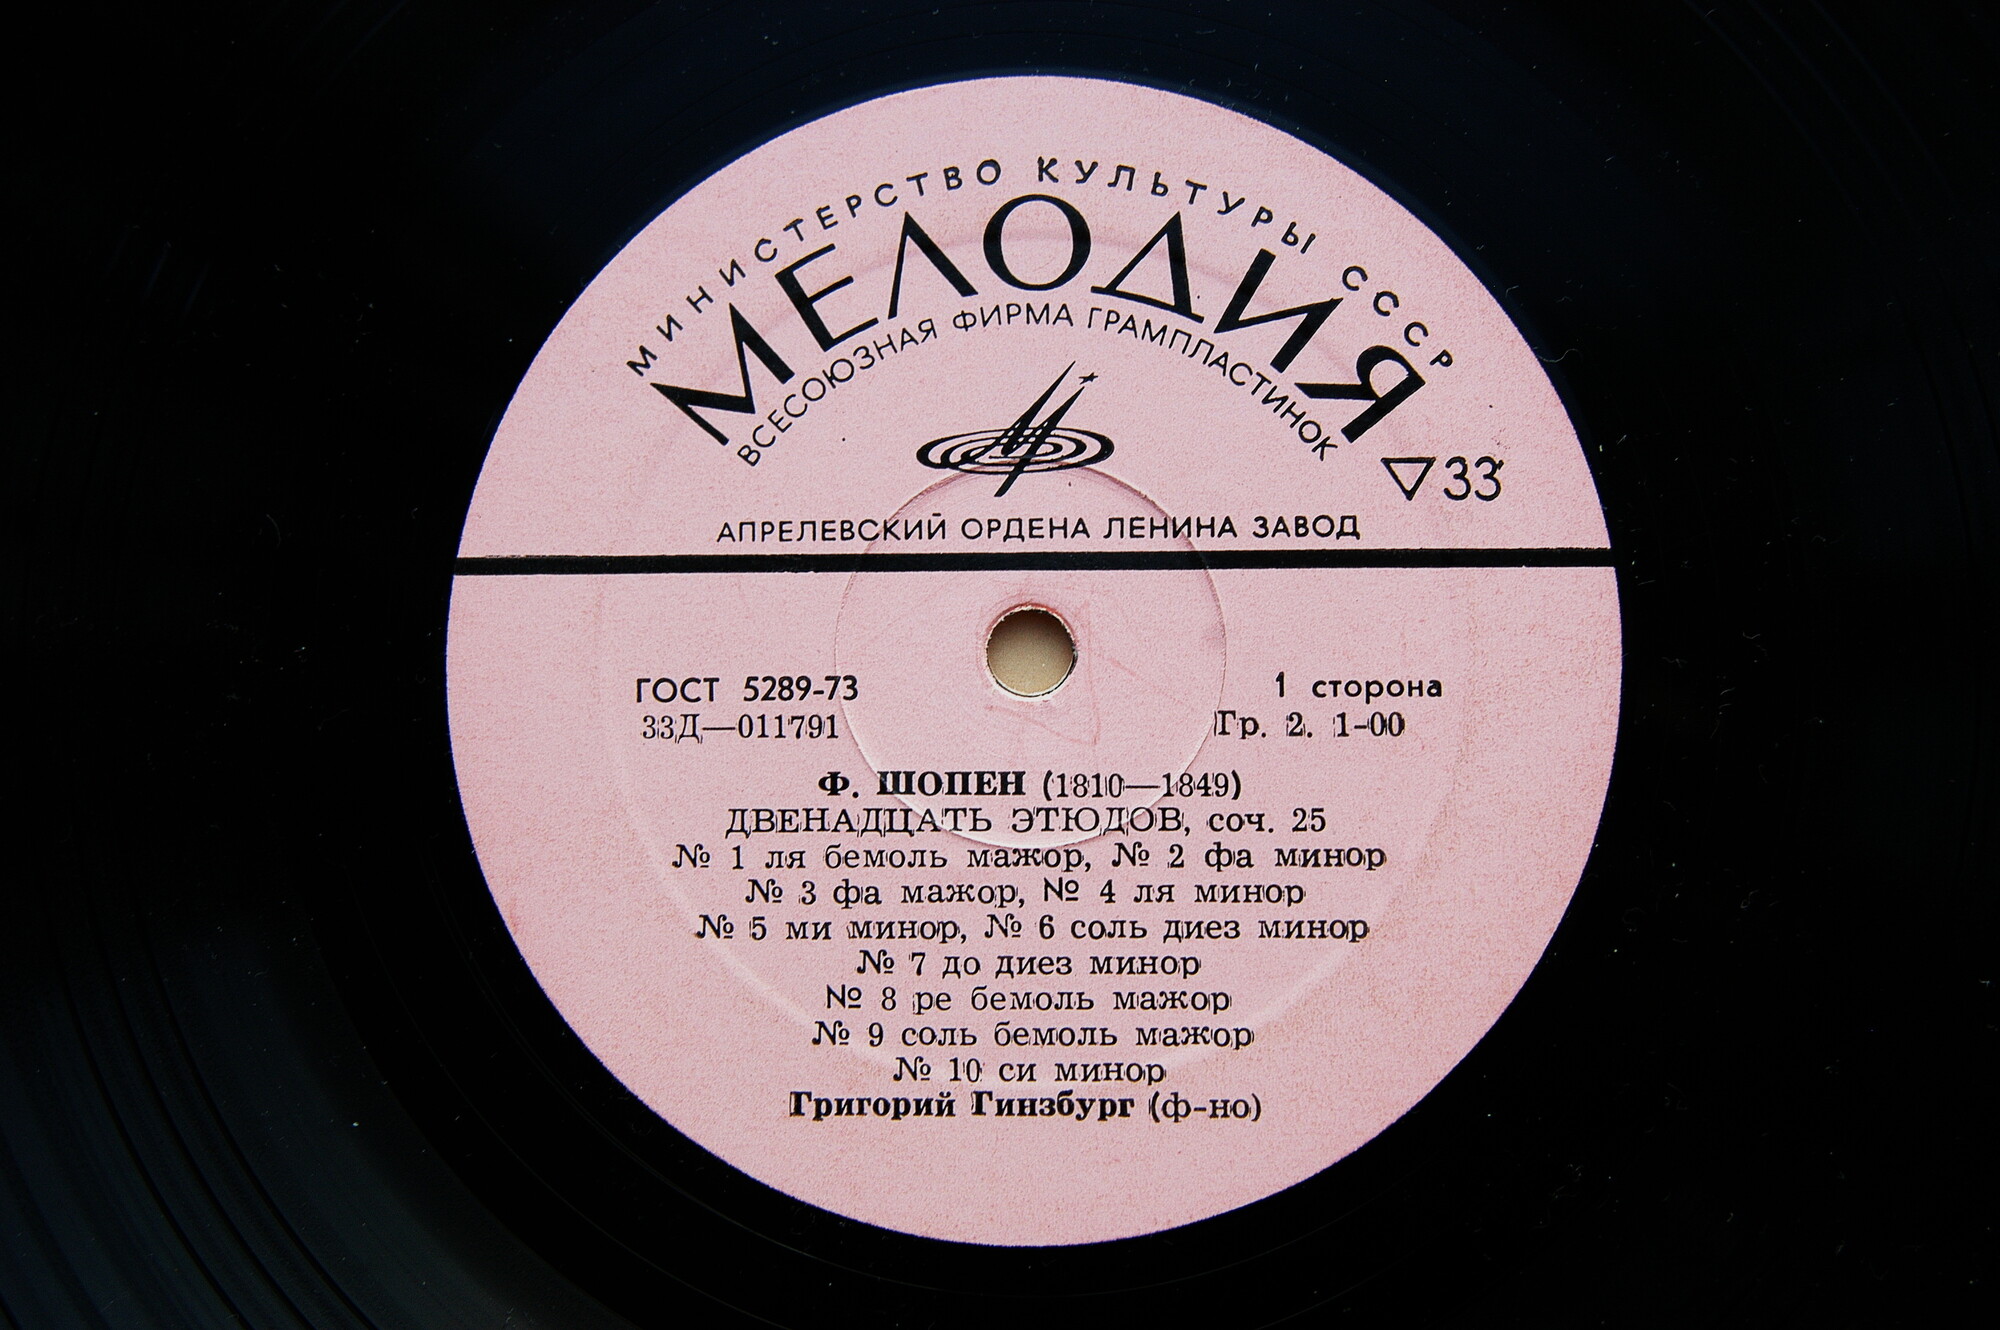 МИНИСТЕРСТВО КУЛЬТУРЫ СССР
МЕЛОДИЯ
ВСЕСОЮЗНАЯ ФИРМА ГРАМПЛАСТИНОК
33
АПРЕЛЕВСКИЙ ОРДЕНА ЛЕНИНА ЗАВОД
ГОСТ 5289-73
1 сторона
33Д—011791
Гр. 2. 1-00
Ф. ШОПЕН (1810—1849)
ДВЕНАДЦАТЬ ЭТЮДОВ, соч. 25
№ 1 ля бемоль мажор, № 2 фа минор
№ 3 фа мажор, № 4 ля минор
№ 5 ми минор, № 6 соль диез минор
№ 7 до диез минор
№ 8 ре бемоль мажор
№ 9 соль бемоль мажор
№ 10 си минор
Григорий Гинзбург (ф-но)